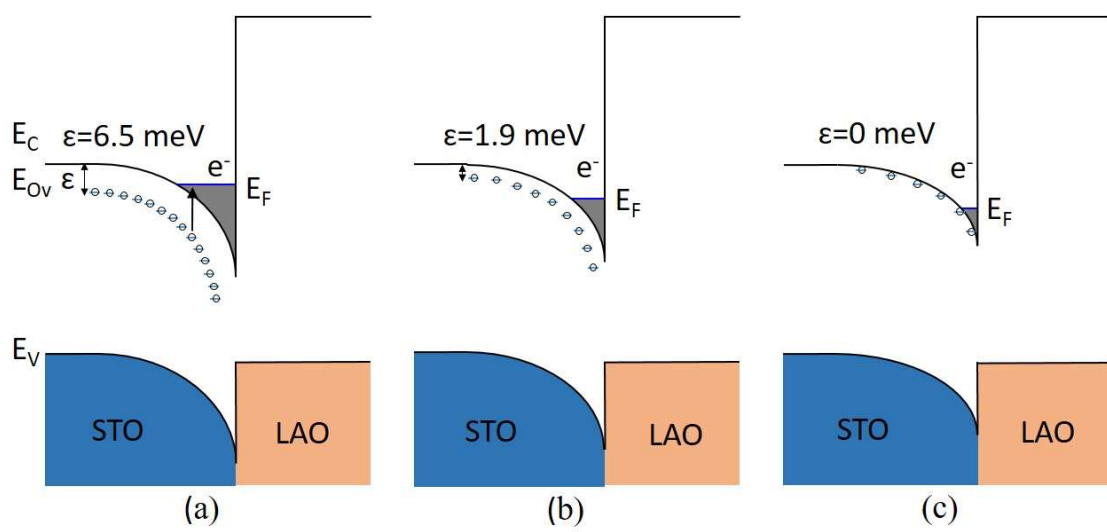 E_C ε=6.5 meV
e-
E_Ov ε
E_F
E_V
STO LAO
(a)
ε=1.9 meV
e-
E_F
STO LAO
(b)
ε=0 meV
e-
E_F
STO LAO
(c)